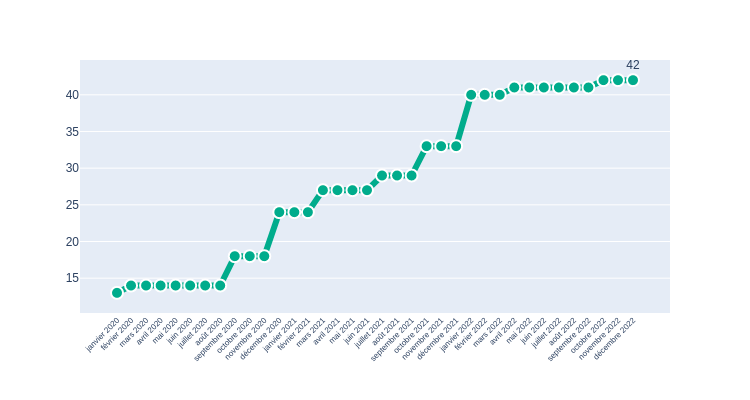 42
40
35
30
25
20
15
janvier 2020
février 2020
mars 2020
avril 2020
mai 2020
juin 2020
juillet 2020
août 2020
septembre 2020
octobre 2020
novembre 2020
décembre 2020
janvier 2021
février 2021
mars 2021
avril 2021
mai 2021
juin 2021
juillet 2021
août 2021
septembre 2021
octobre 2021
novembre 2021
décembre 2021
janvier 2022
février 2022
mars 2022
avril 2022
mai 2022
juin 2022
juillet 2022
août 2022
septembre 2022
octobre 2022
novembre 2022
décembre 2022